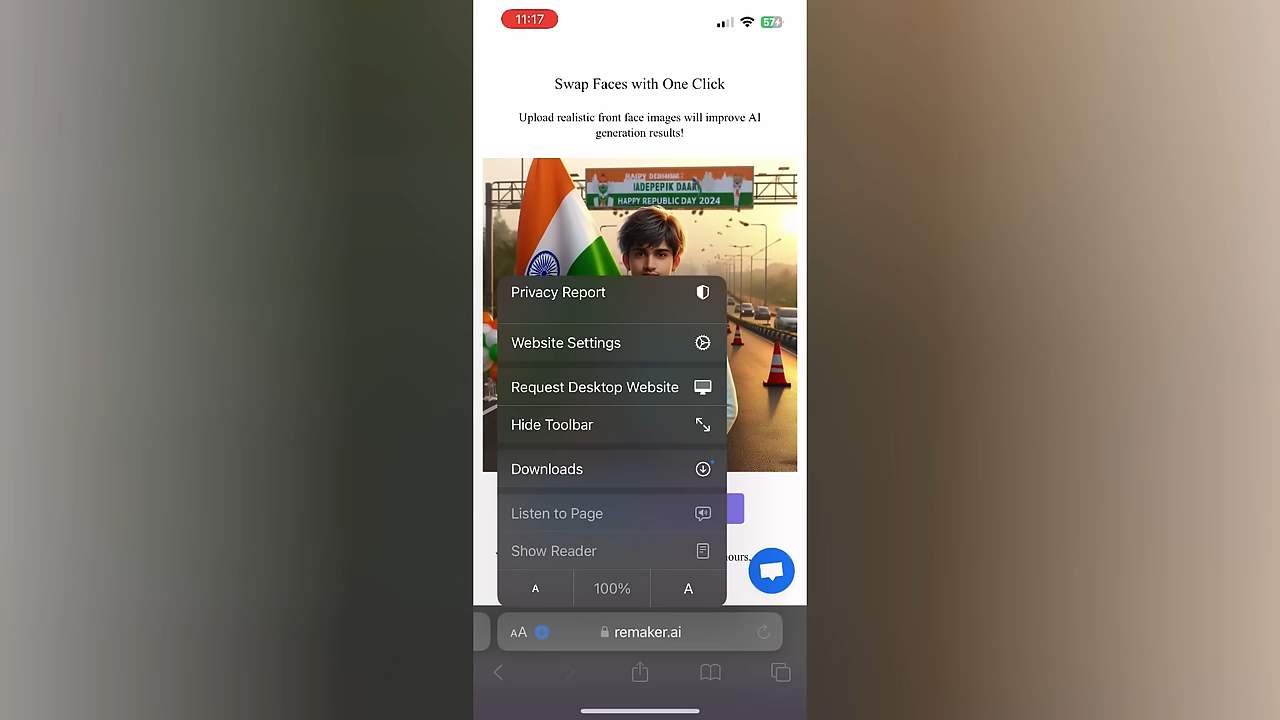 11:17
57
Swap Faces with One Click
Upload realistic front face images will improve AI
generation results!
HAPPY REPUBLIC DAY 2024
Privacy Report
Website Settings
Request Desktop Website
Hide Toolbar
Downloads
Listen to Page
Show Reader
A 100% A
AA remaker.ai